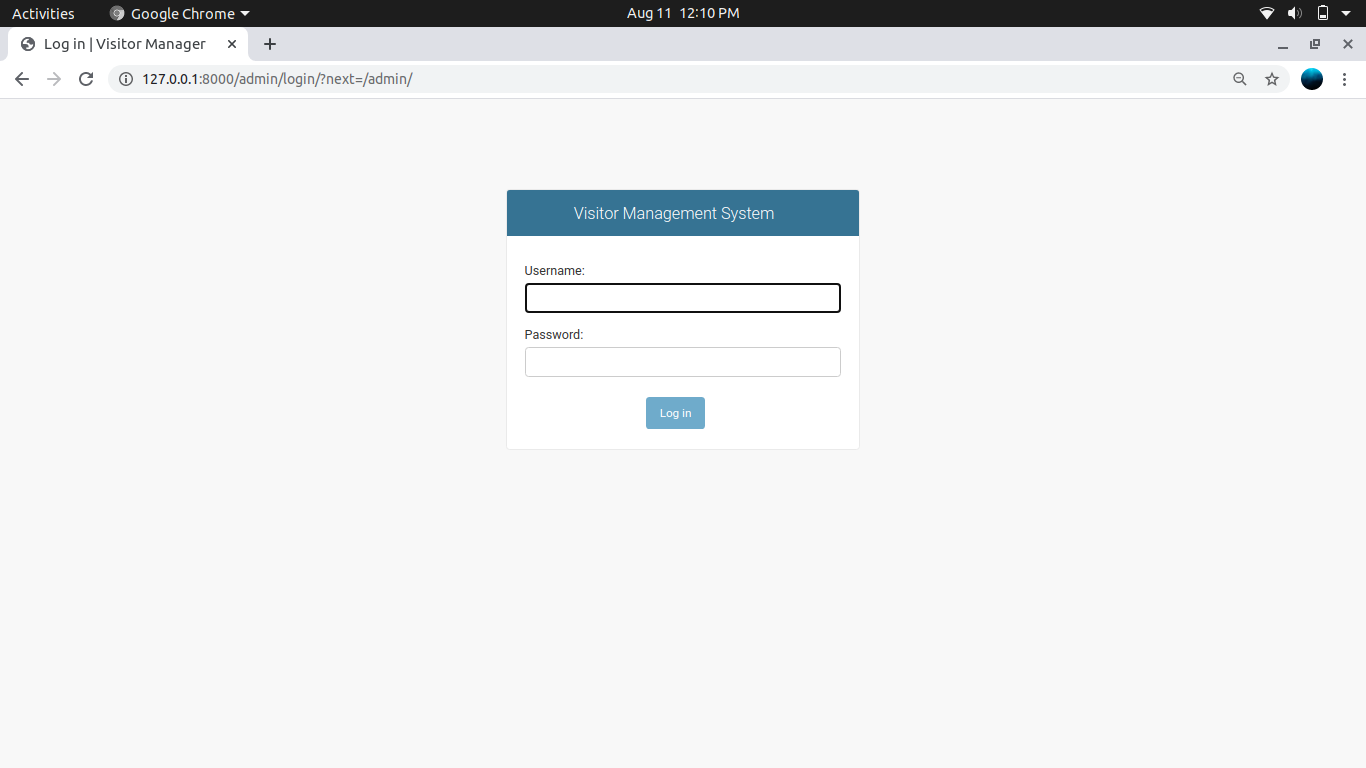 Activities Google Chrome Aug 11 12:10 PM
Log in | Visitor Manager
127.0.0.1:8000/admin/login/?next=/admin/
Visitor Management System
Username:
Password:
Log in